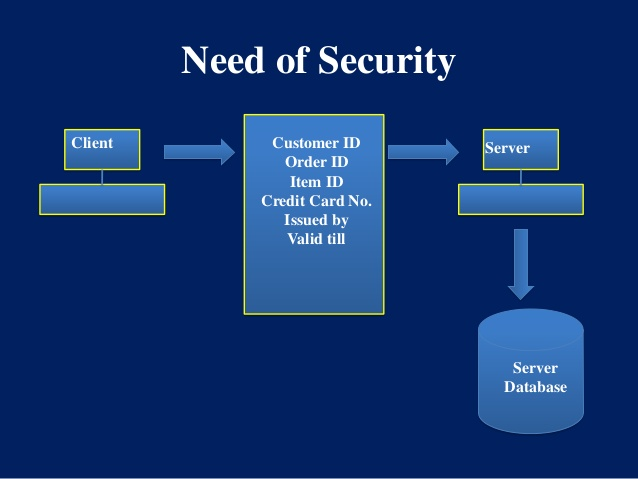 Need of Security
Client
Customer ID
Order ID
Item ID
Credit Card No.
Issued by
Valid till
Server
Server
Database